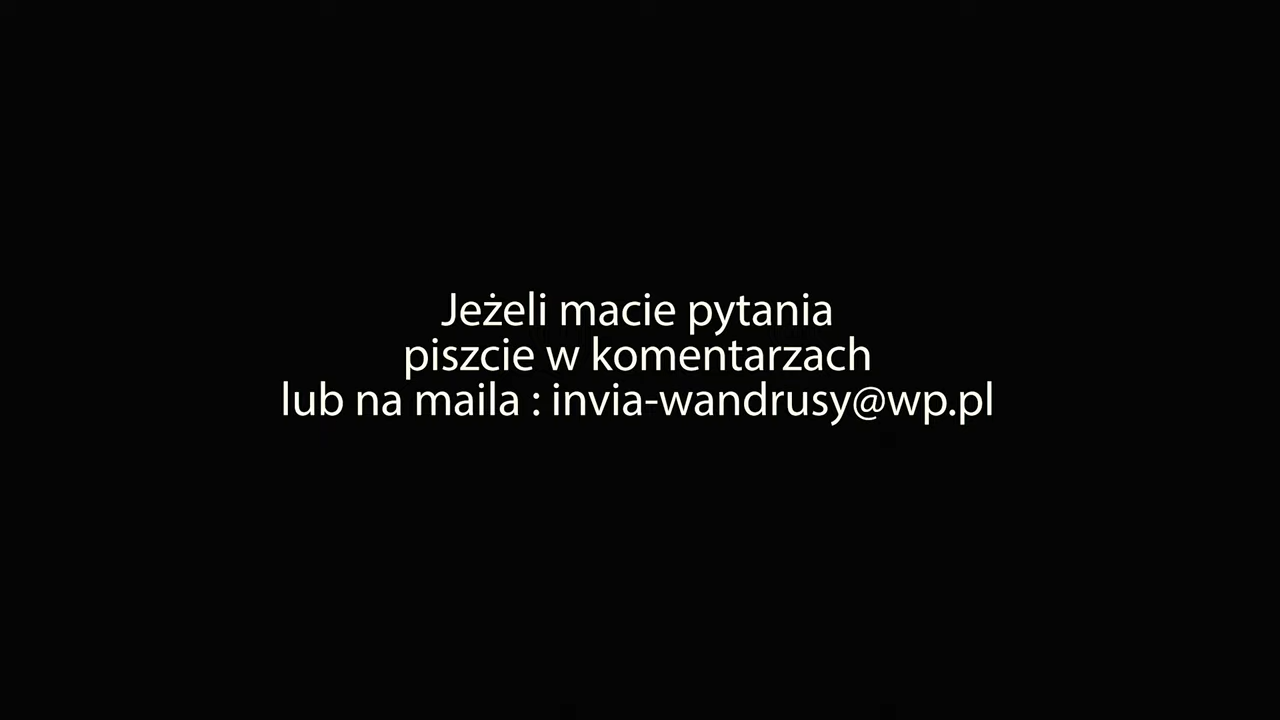 Jeżeli macie pytania
piszcie w komentarzach
lub na maila : invia-wandrusy@wp.pl